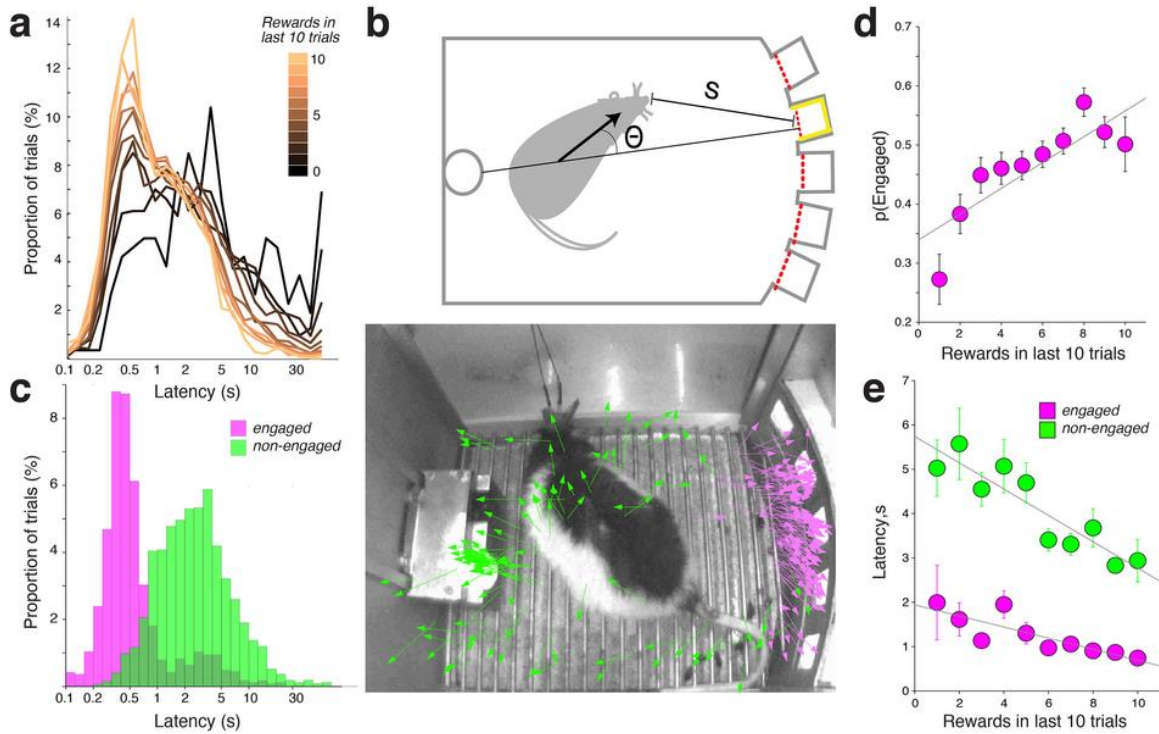 a
Rewards in
last 10 trials
10
5
0
14
12
10
8
6
4
2
Proportion of trials (%)
0.1 0.2 0.5 1 2 5 10 30
Latency (s)
b
S
Θ
c
engaged
non-engaged
8
6
4
2
Proportion of trials (%)
0.1 0.2 0.5 1 2 5 10 30
Latency (s)
d
0.7
0.6
0.5
0.4
0.3
0.2
p(Engaged)
0 2 4 6 8 10
Rewards in last 10 trials
e
engaged
non-engaged
7
6
5
4
3
2
1
0
Latency,s
0 2 4 6 8 10
Rewards in last 10 trials